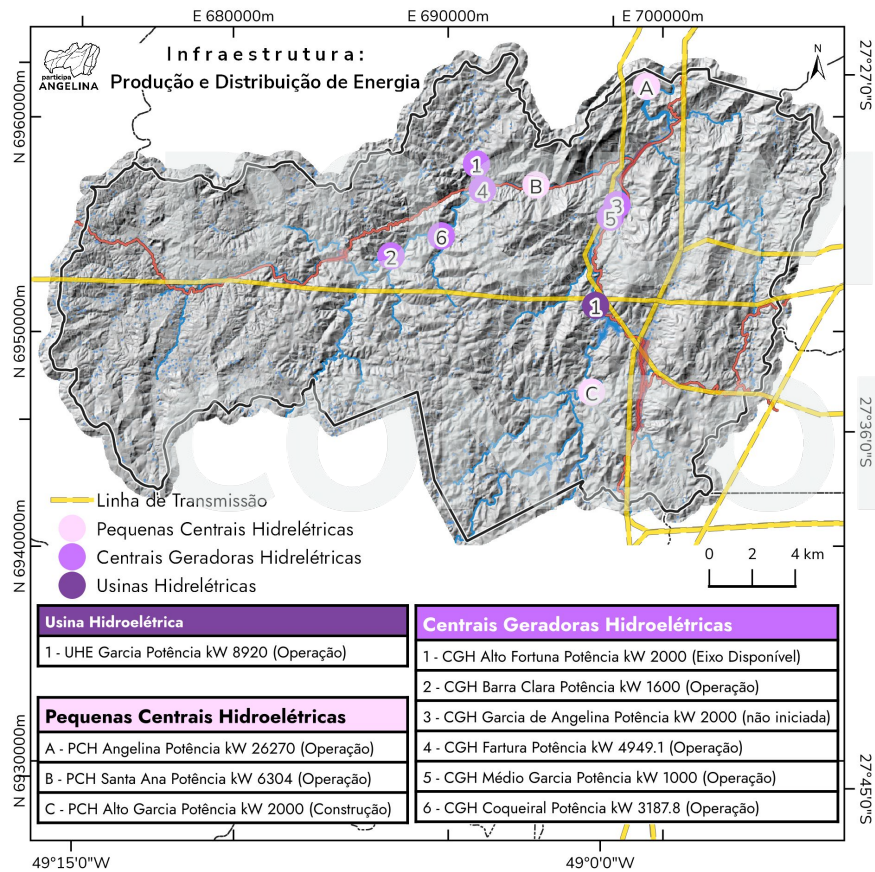 E 680000m
E 690000m
E 700000m
participa
ANGELINA
Infraestrutura:
Produção e Distribuição de Energia
N
27°27'0"S
N 6960000m
A
1
4
B
3
5
6
2
1
N 6950000m
C
27°36'0"S
N 6940000m
Linha de Transmissão
Pequenas Centrais Hidrelétricas
Centrais Geradoras Hidrelétricas
Usinas Hidrelétricas
0 2 4 km
Usina Hidroelétrica
1 - UHE Garcia Potência kW 8920 (Operação)
Pequenas Centrais Hidroelétricas
A - PCH Angelina Potência kW 26270 (Operação)
B - PCH Santa Ana Potência kW 6304 (Operação)
C - PCH Alto Garcia Potência kW 2000 (Construção)
Centrais Geradoras Hidroelétricas
1 - CGH Alto Fortuna Potência kW 2000 (Eixo Disponível)
2 - CGH Barra Clara Potência kW 1600 (Operação)
3 - CGH Garcia de Angelina Potência kW 2000 (não iniciada)
4 - CGH Fartura Potência kW 4949.1 (Operação)
5 - CGH Médio Garcia Potência kW 1000 (Operação)
6 - CGH Coqueiral Potência kW 3187.8 (Operação)
N 6930000m
27°45'0"S
49°15'0"W
49°0'0"W